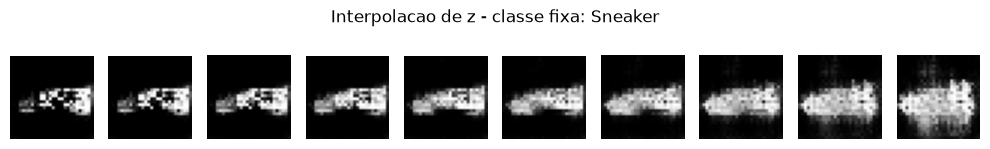 Interpolacao de z - classe fixa: Sneaker